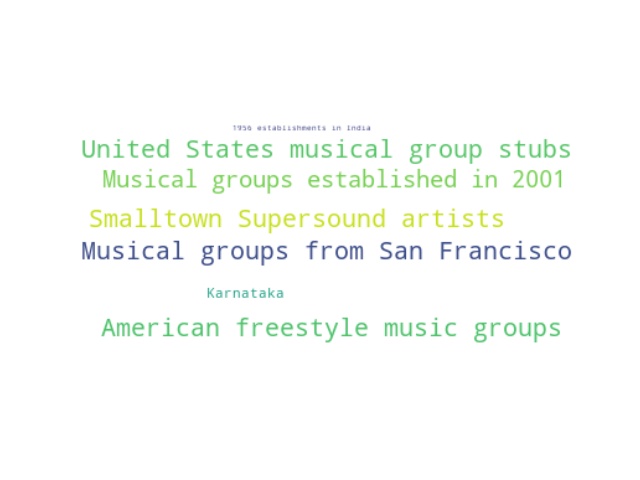 1956 establishments in India
United States musical group stubs
Musical groups established in 2001
Smalltown Supersound artists
Musical groups from San Francisco
Karnataka
American freestyle music groups